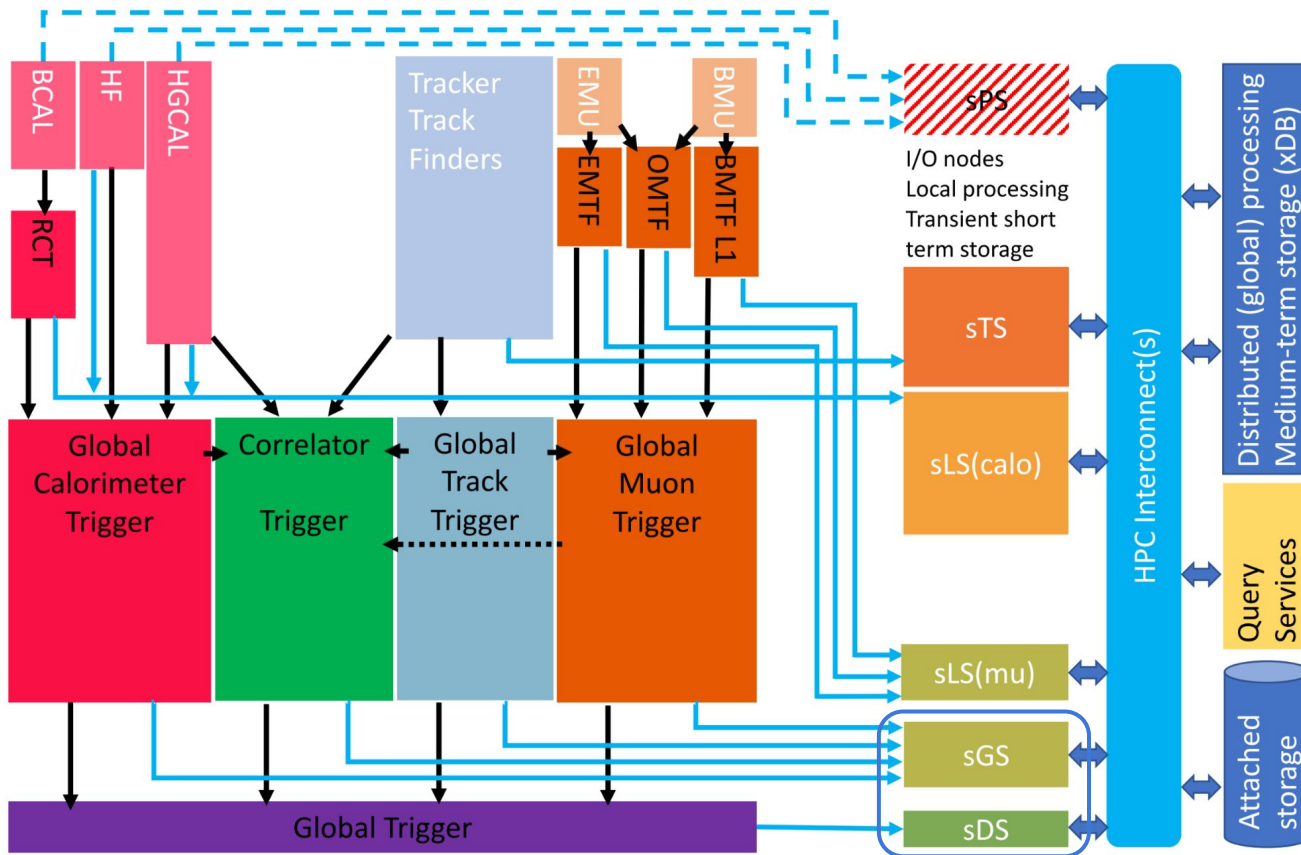 BCAL
HF
HGCAL
Tracker
Track
Finders
EMU
BMU
EMTF
OMTF
BMTF L1
RCT
sPS
I/O nodes
Local processing
Transient short
term storage
sTS
sLS(calo)
sLS(mu)
sGS
sDS
HPC Interconnect(s)
Distributed (global) processing
Medium-term storage (xDB)
Query
Services
Attached
storage
Global
Calorimeter
Trigger
Correlator
Trigger
Global
Track
Trigger
Global
Muon
Trigger
Global Trigger